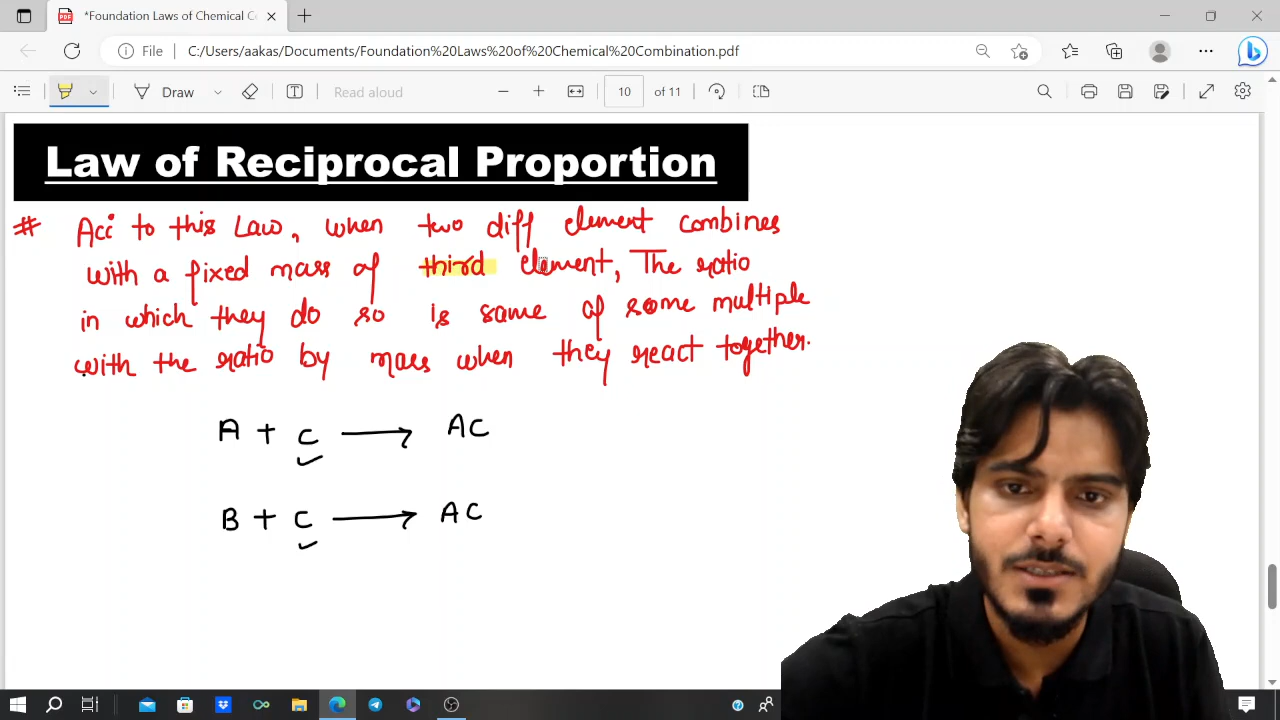 *Foundation Laws of Chemical C
File
C:/Users/aakas/Documents/Foundation%20Laws%20of%20Chemical%20Combination.pdf
Draw
Read aloud
10 of 11
Law of Reciprocal Proportion
# Acc to this Law, when two diff element combines
with a fixed mass of third element, The ratio
in which they do so is same of some multiple
with the ratio by mass when they react together.
A + C → AC
B + C → AC